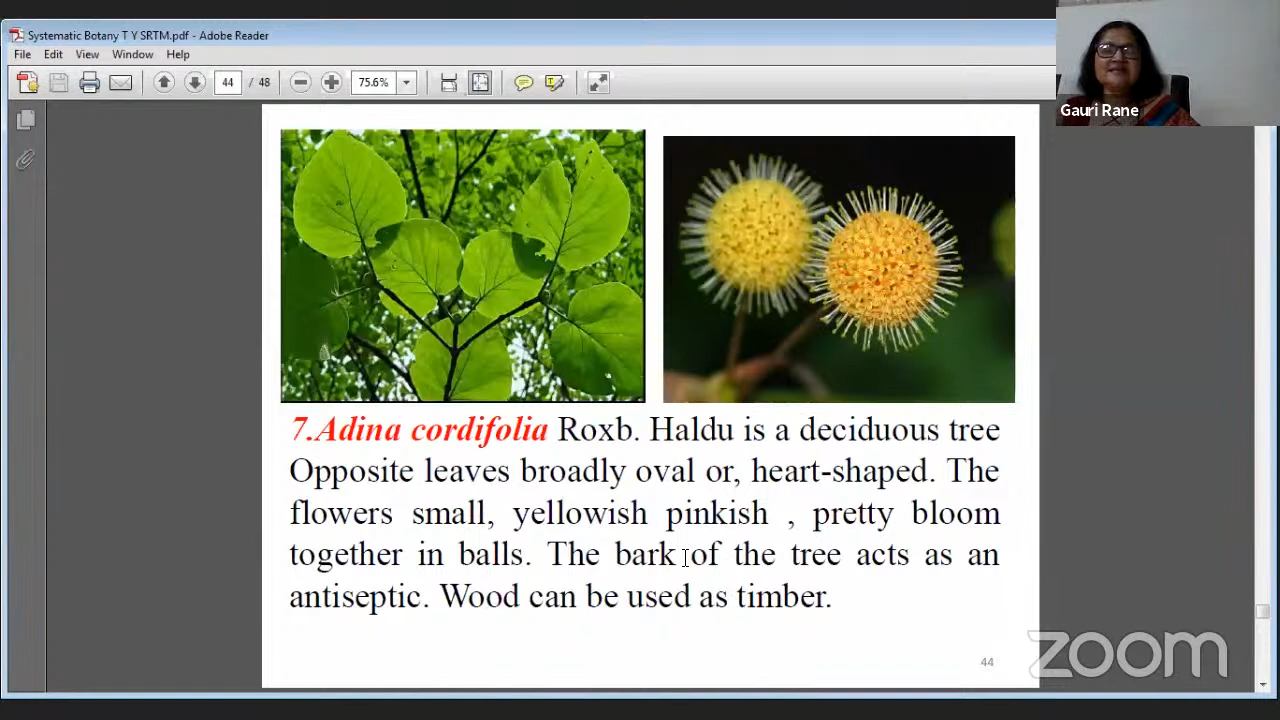 Systematic Botany T Y SRTM.pdf - Adobe Reader
File Edit View Window Help
44 / 48 75.6%
Gauri Rane
7.Adina cordifolia Roxb. Haldu is a deciduous tree
Opposite leaves broadly oval or, heart-shaped. The
flowers small, yellowish pinkish , pretty bloom
together in balls. The bark of the tree acts as an
antiseptic. Wood can be used as timber.
44
zoom